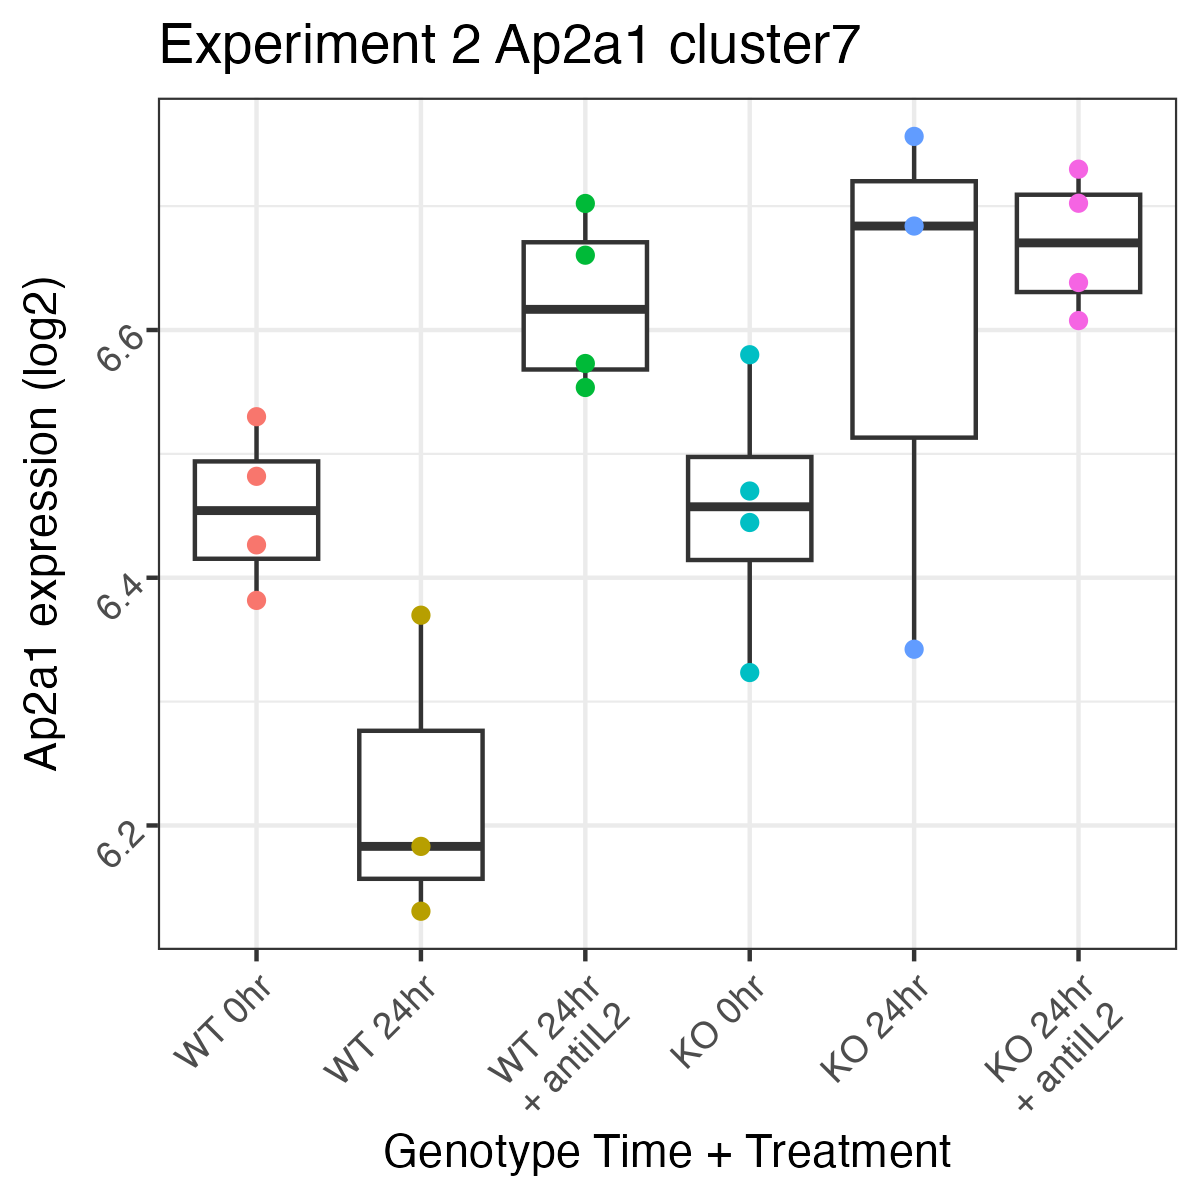 Experiment 2 Ap2a1 cluster7
Ap2a1 expression (log2)
6.6
6.4
6.2
WT 0hr
WT 24hr
WT 24hr
+ antiIL2
KO 0hr
KO 24hr
KO 24hr
+ antiIL2
Genotype Time + Treatment